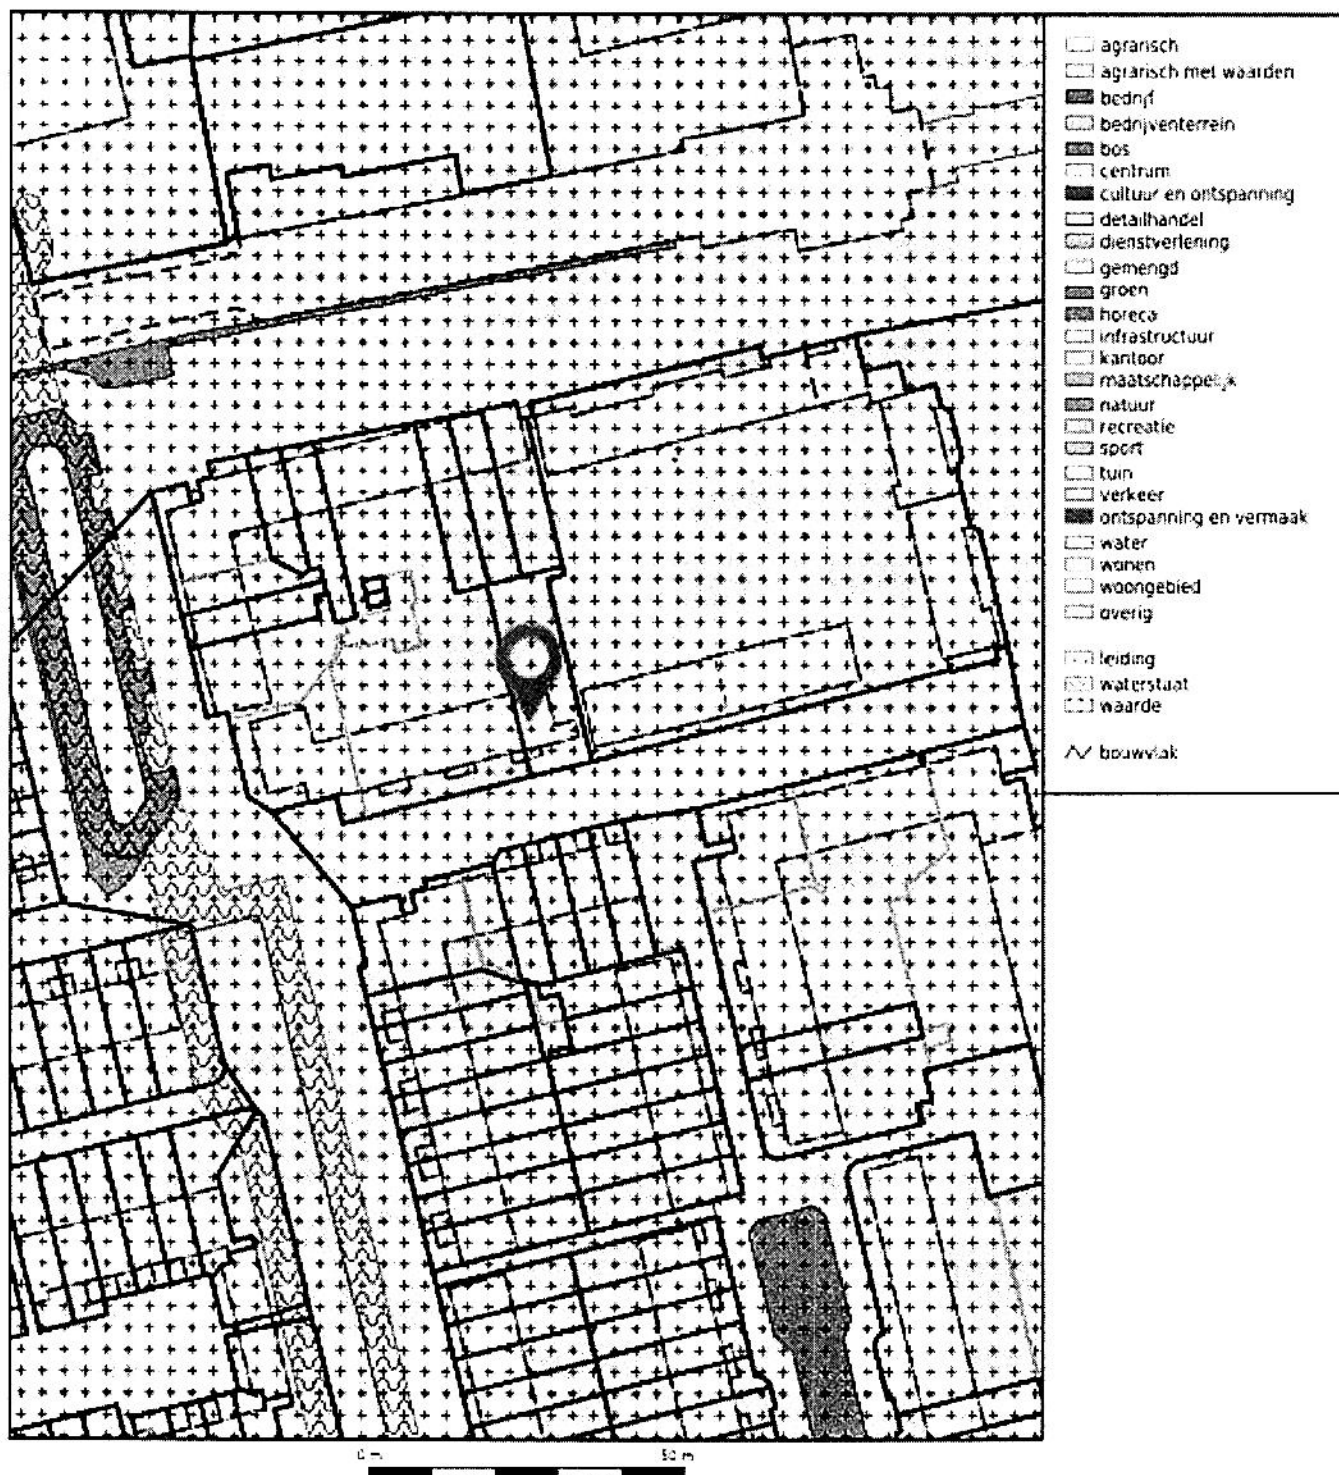 agrarisch
agrarisch met waarden
bedrijf
bedrijventerrein
bos
centrum
cultuur en ontspanning
detailhandel
dienstverlening
gemengd
groen
horeca
infrastructuur
kantoor
maatschappelijk
natuur
recreatie
sport
tuin
verkeer
ontspanning en vermaak
water
wonen
woongebied
overig
leiding
waterstaat
waarde
bouwvlak
0 m 50 m